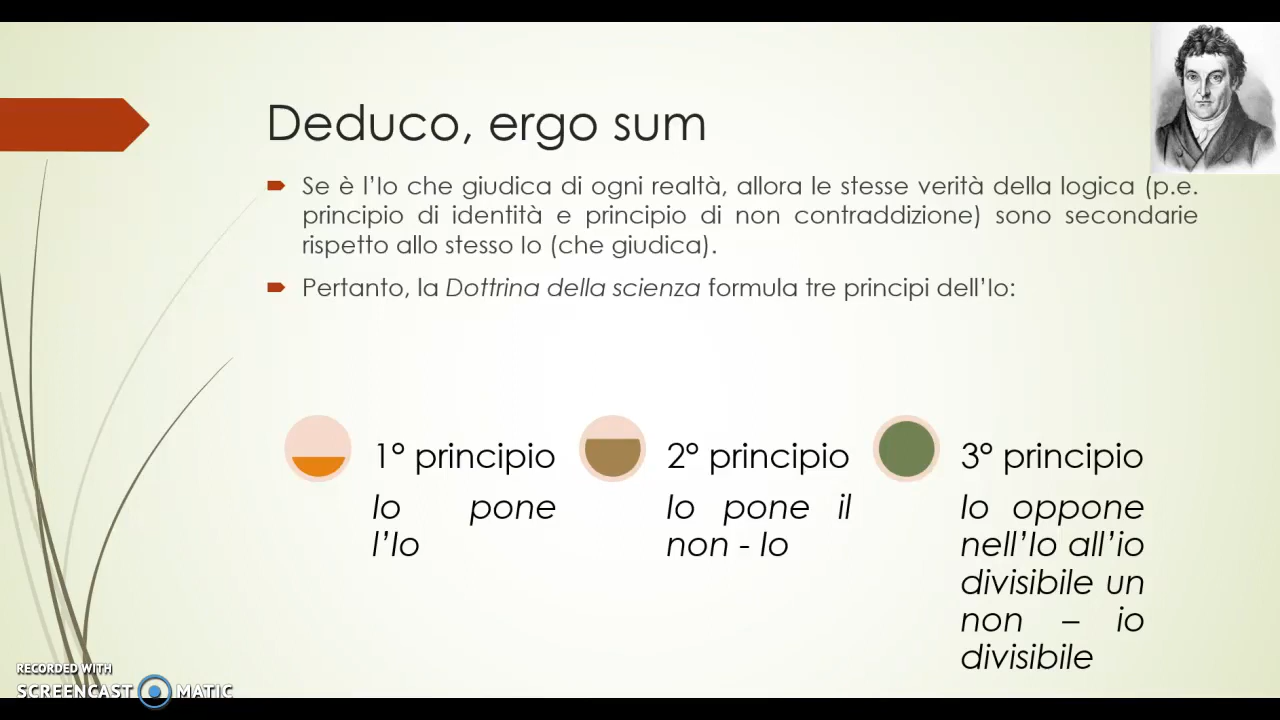 Deduco, ergo sum
Se è l’Io che giudica di ogni realtà, allora le stesse verità della logica (p.e.
principio di identità e principio di non contraddizione) sono secondarie
rispetto allo stesso Io (che giudica).
Pertanto, la Dottrina della scienza formula tre principi dell’Io:
1° principio
Io pone
l’Io
2° principio
Io pone il
non - Io
3° principio
Io oppone
nell’Io all’io
divisibile un
non – io
divisibile
RECORDED WITH
SCREENCAST MATIC